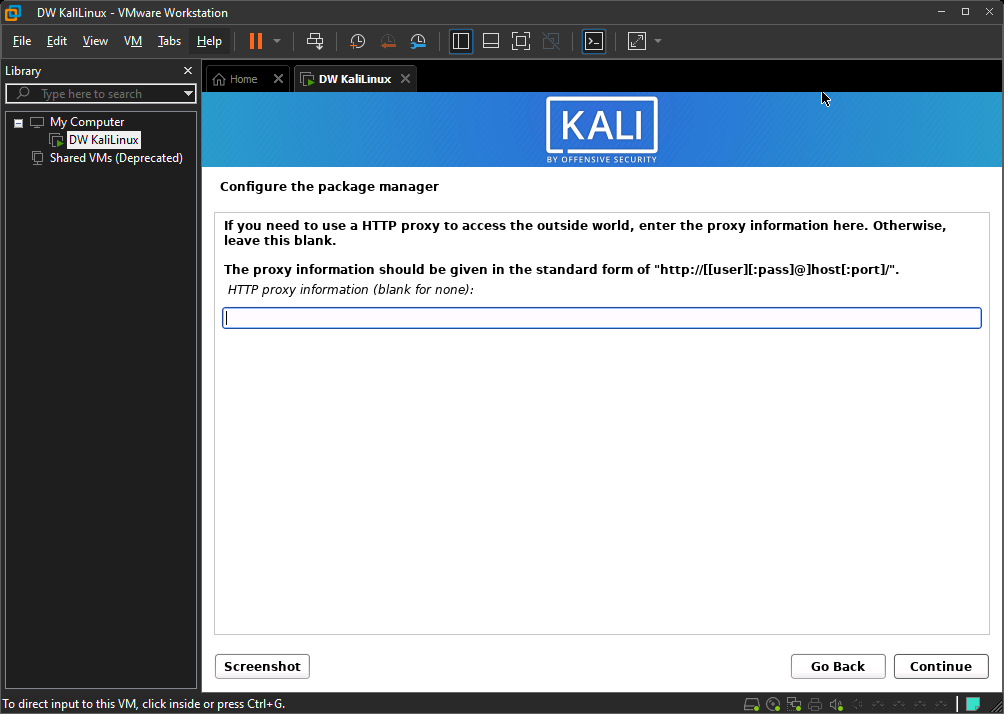 DW KaliLinux - VMware Workstation
File Edit View VM Tabs Help
Library
Type here to search
My Computer
DW KaliLinux
Shared VMs (Deprecated)
Home
DW KaliLinux
KALI
BY OFFENSIVE SECURITY
Configure the package manager
If you need to use a HTTP proxy to access the outside world, enter the proxy information here. Otherwise,
leave this blank.
The proxy information should be given in the standard form of "http://[[user][:pass]@]host[:port]/".
HTTP proxy information (blank for none):
Screenshot
Go Back
Continue
To direct input to this VM, click inside or press Ctrl+G.